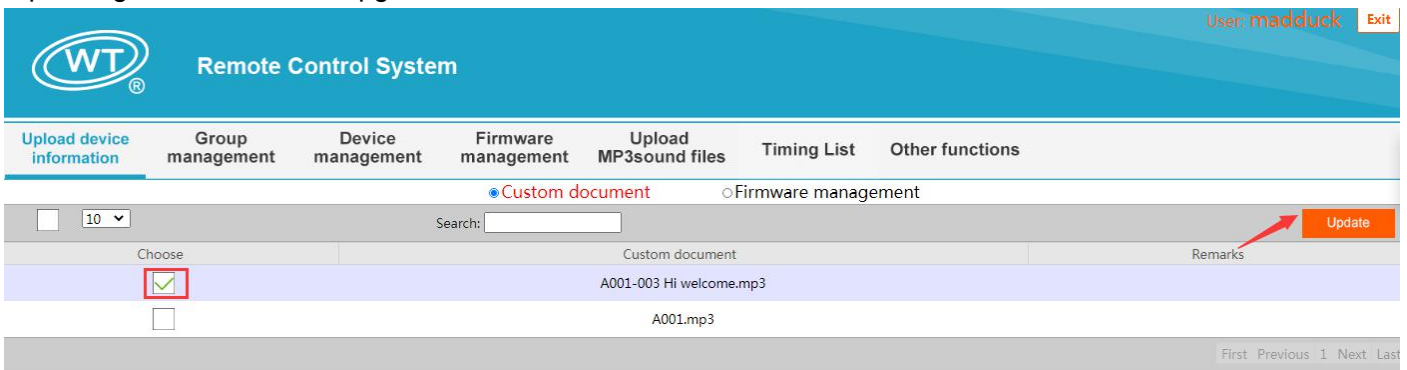 User: madduck Exit
WT ® Remote Control System
Upload device information Group management Device management Firmware management Upload MP3sound files Timing List Other functions
Custom document Firmware management
10 Search: Update
Choose Custom document Remarks
A001-003 Hi welcome.mp3
A001.mp3
First Previous 1 Next Last